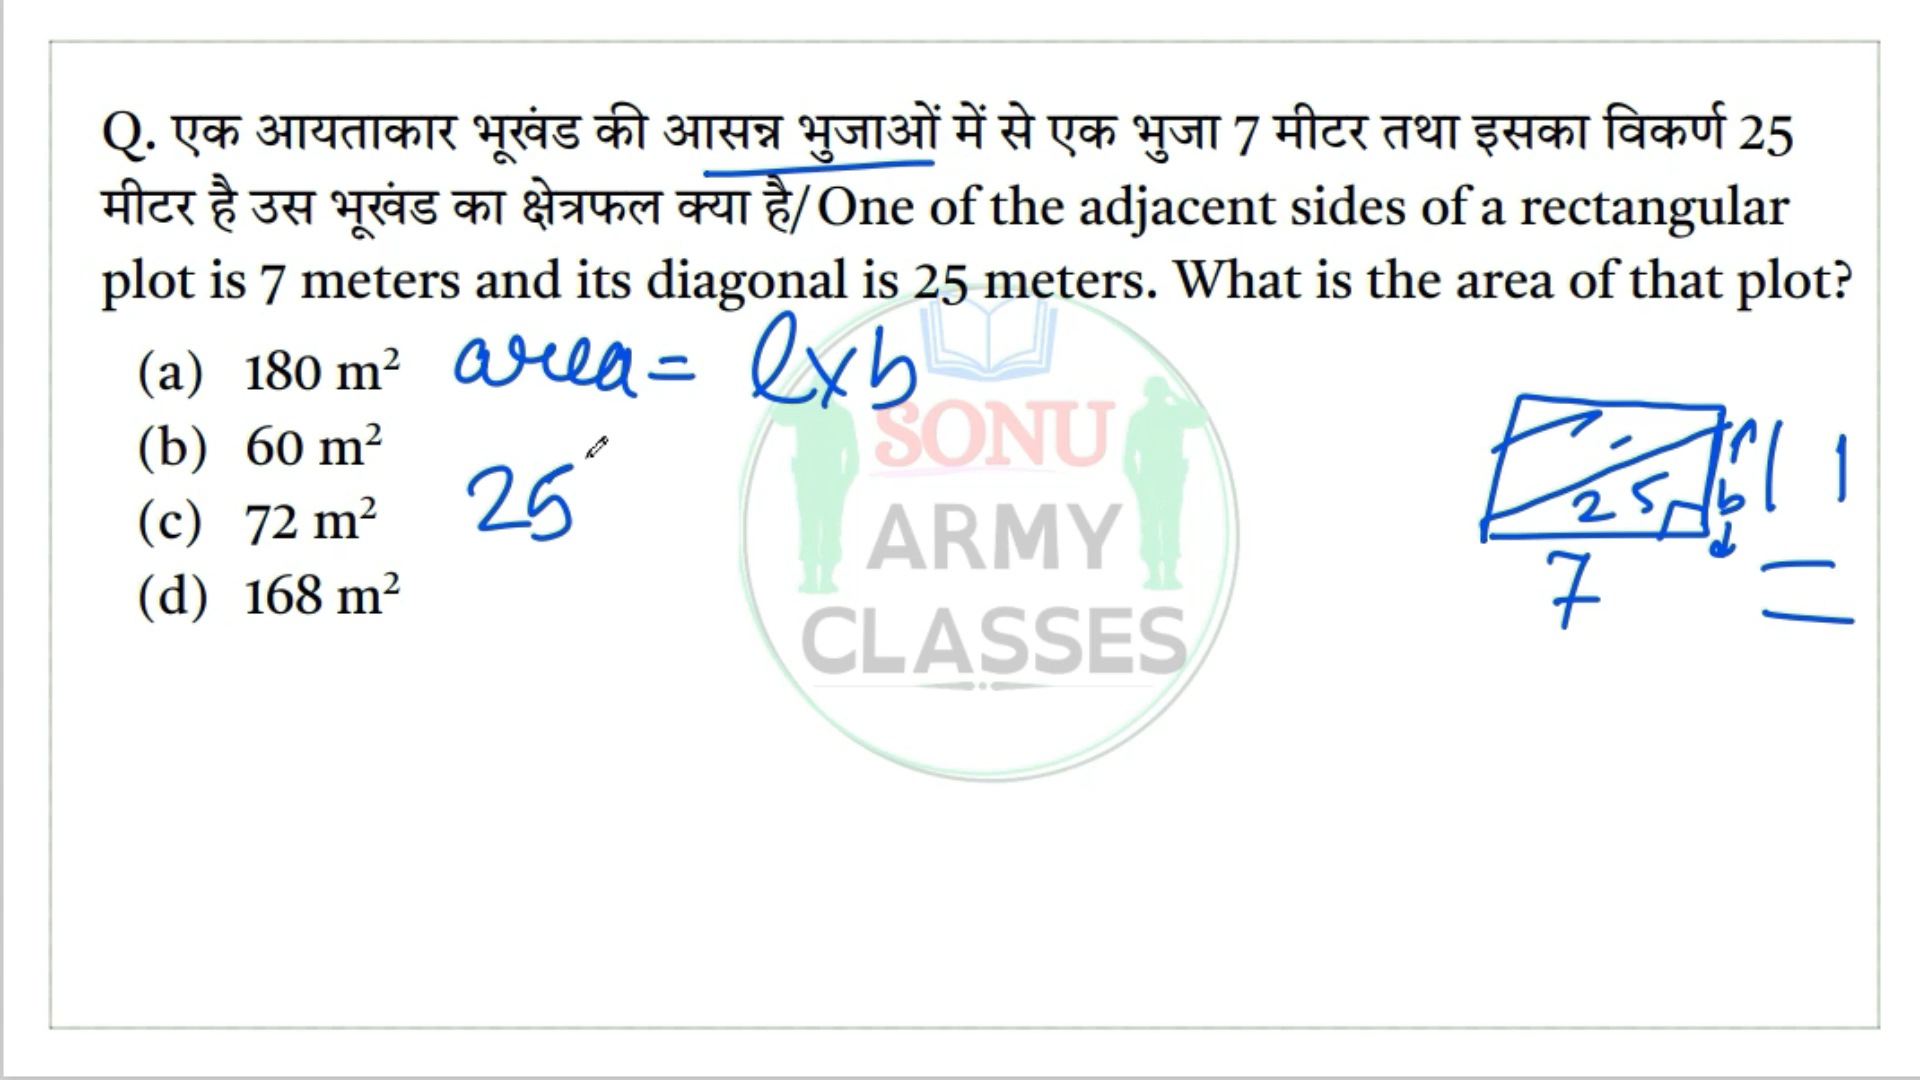 Q. एक आयताकार भूखंड की आसन्न भुजाओं में से एक भुजा 7 मीटर तथा इसका विकर्ण 25
मीटर है उस भूखंड का क्षेत्रफल क्या है/One of the adjacent sides of a rectangular
plot is 7 meters and its diagonal is 25 meters. What is the area of that plot?
(a) 180 m² area = l×b
(b) 60 m²
(c) 72 m² 25
(d) 168 m²
25 b
7
SONU
ARMY
CLASSES